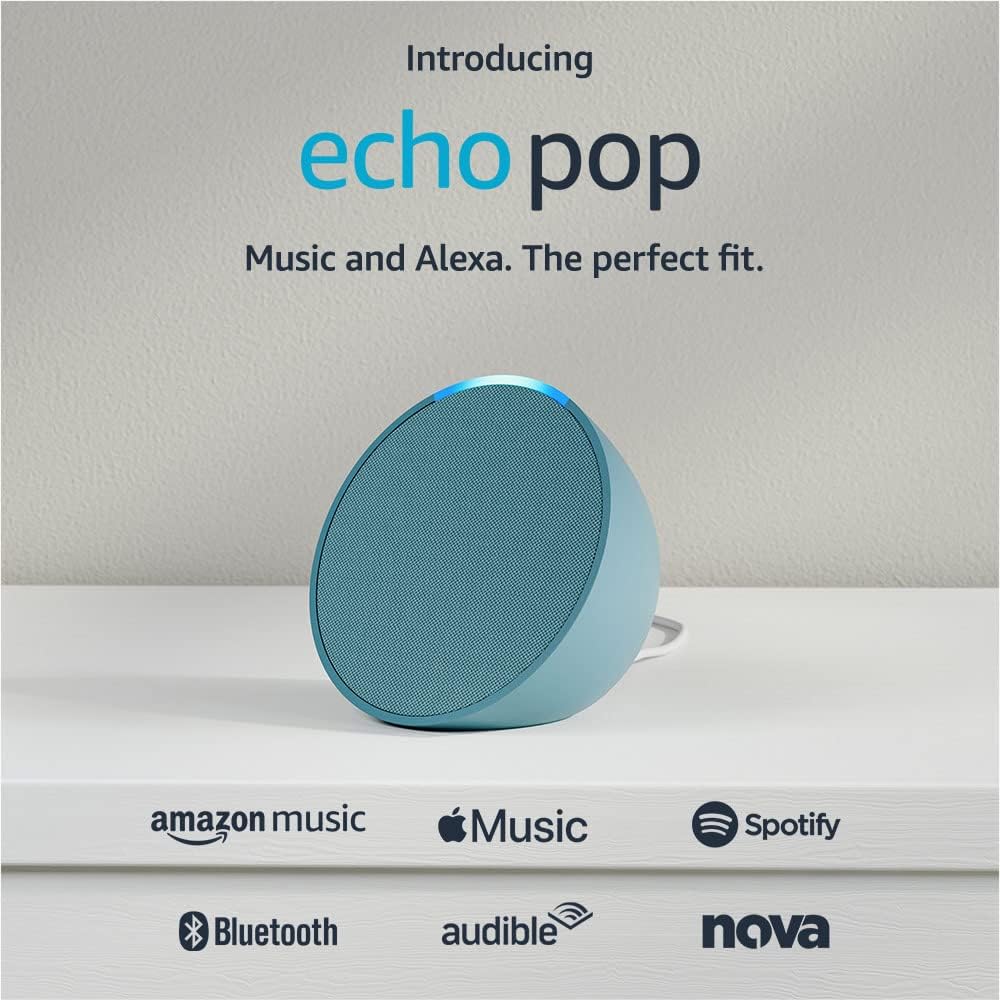 Introducing
echo pop
Music and Alexa. The perfect fit.
amazon music
Music
Spotify
Bluetooth
audible
nova